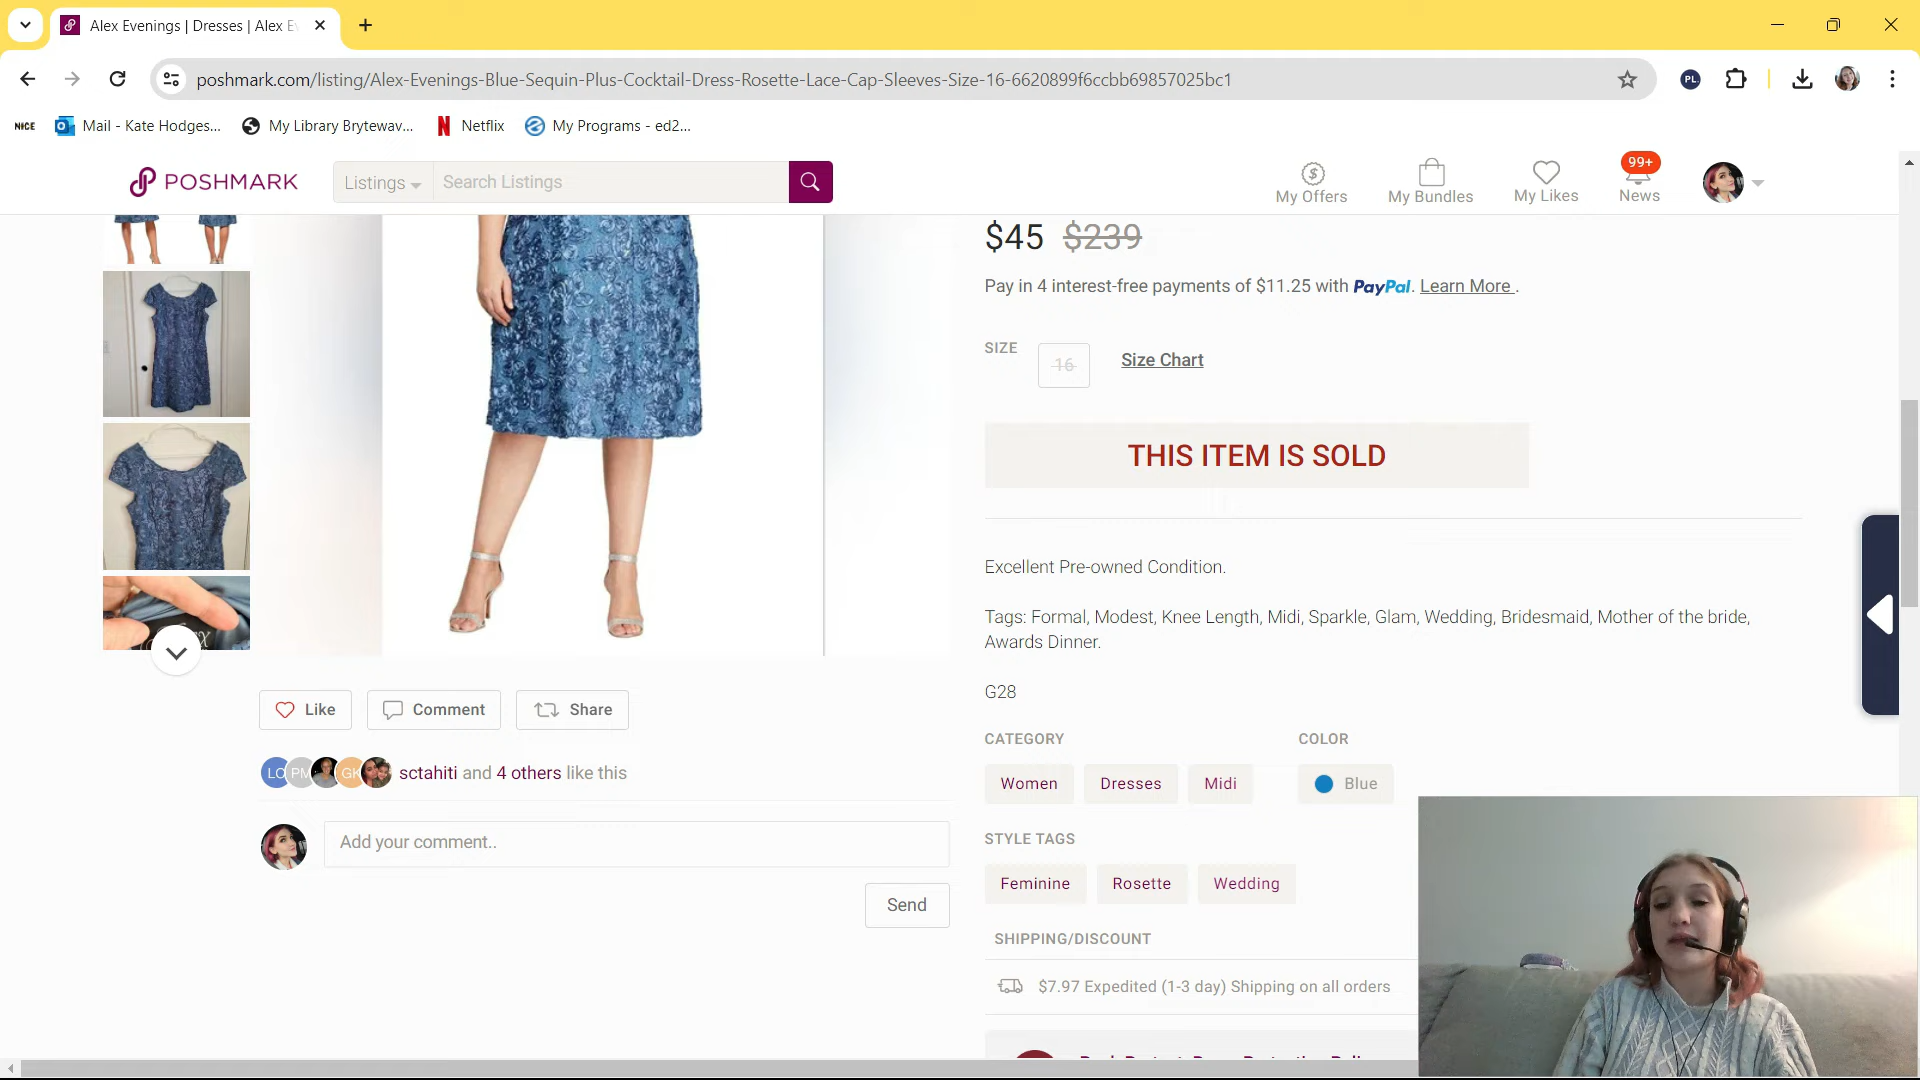 Alex Evenings | Dresses | Alex E
poshmark.com/listing/Alex-Evenings-Blue-Sequin-Plus-Cocktail-Dress-Rosette-Lace-Cap-Sleeves-Size-16-6620899f6ccbb69857025bc1
PL
NICE
Mail - Kate Hodges...
My Library Brytewav...
Netflix
My Programs - ed2...
POSHMARK
Listings
Search Listings
My Offers
My Bundles
My Likes
99+
News
$45 $239
Pay in 4 interest-free payments of $11.25 with PayPal. Learn More .
SIZE
16
Size Chart
THIS ITEM IS SOLD
Excellent Pre-owned Condition.
Tags: Formal, Modest, Knee Length, Midi, Sparkle, Glam, Wedding, Bridesmaid, Mother of the bride,
Awards Dinner.
G28
CATEGORY
Women
Dresses
Midi
COLOR
Blue
STYLE TAGS
Feminine
Rosette
Wedding
SHIPPING/DISCOUNT
$7.97 Expedited (1-3 day) Shipping on all orders
Like
Comment
Share
LO
PM
GK
sctahiti and 4 others like this
Add your comment..
Send